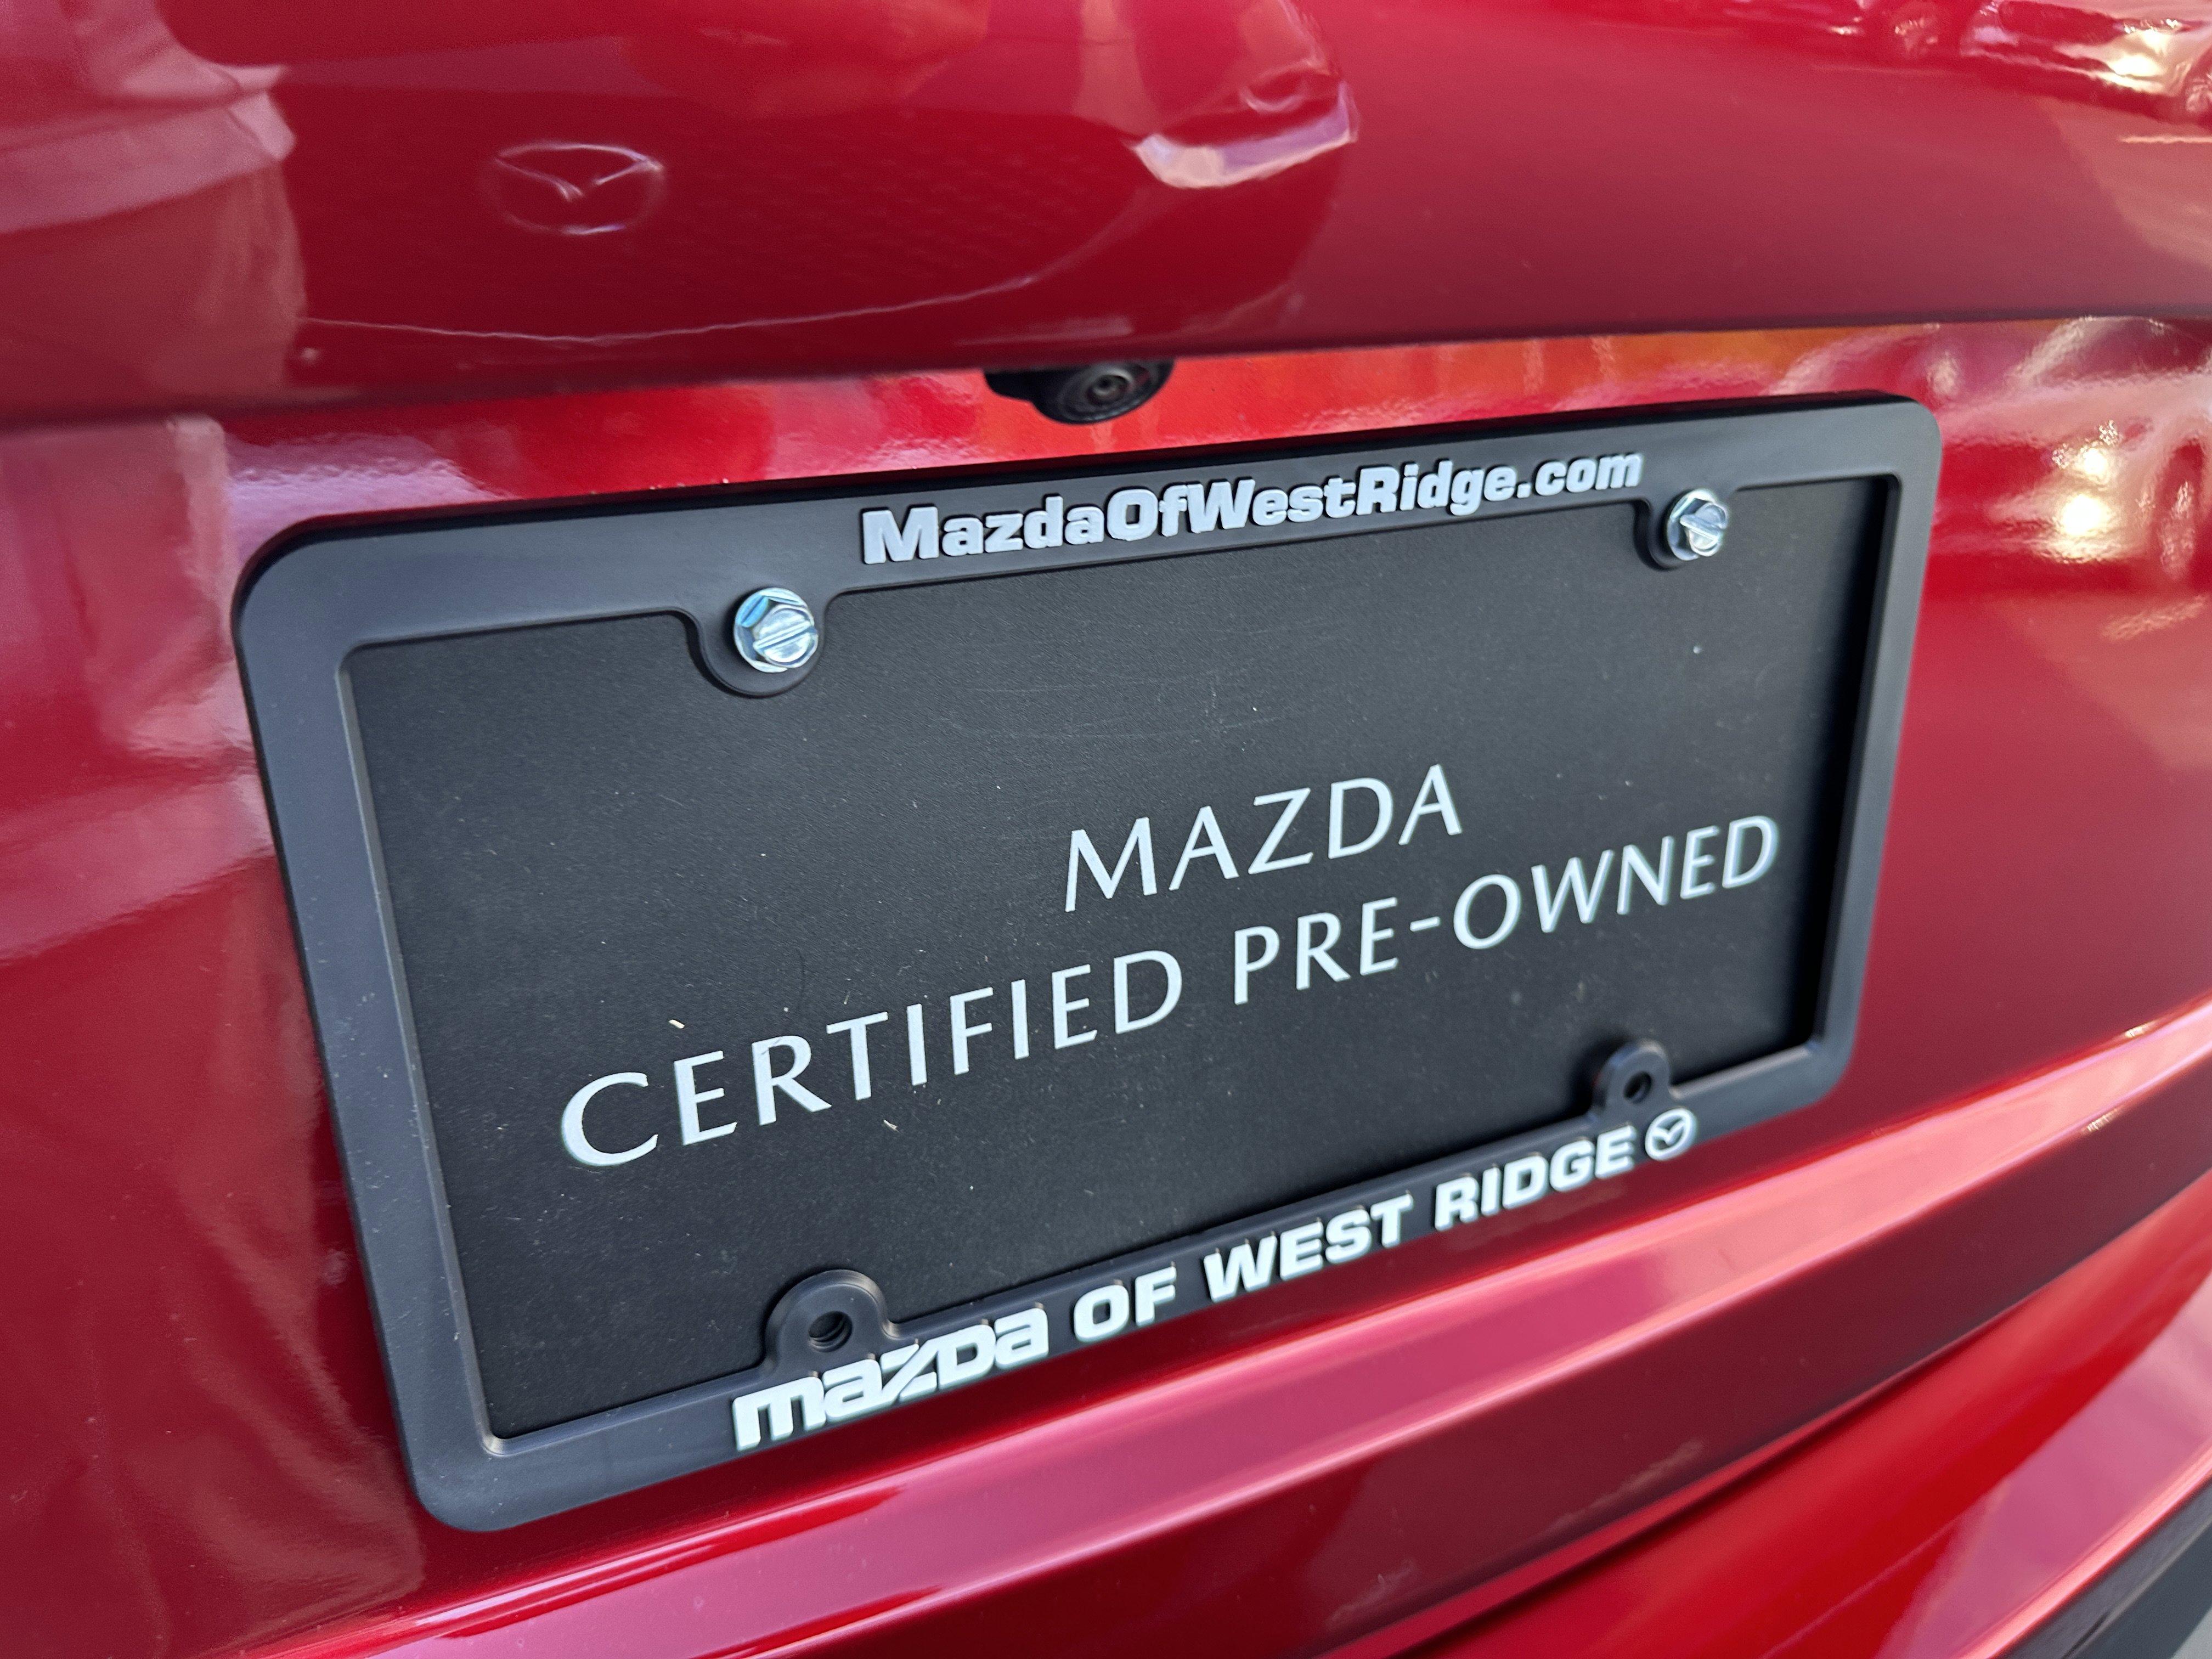 MazdaOfWestRidge.com
MAZDA
CERTIFIED PRE-OWNED
mazda OF WEST RIDGE